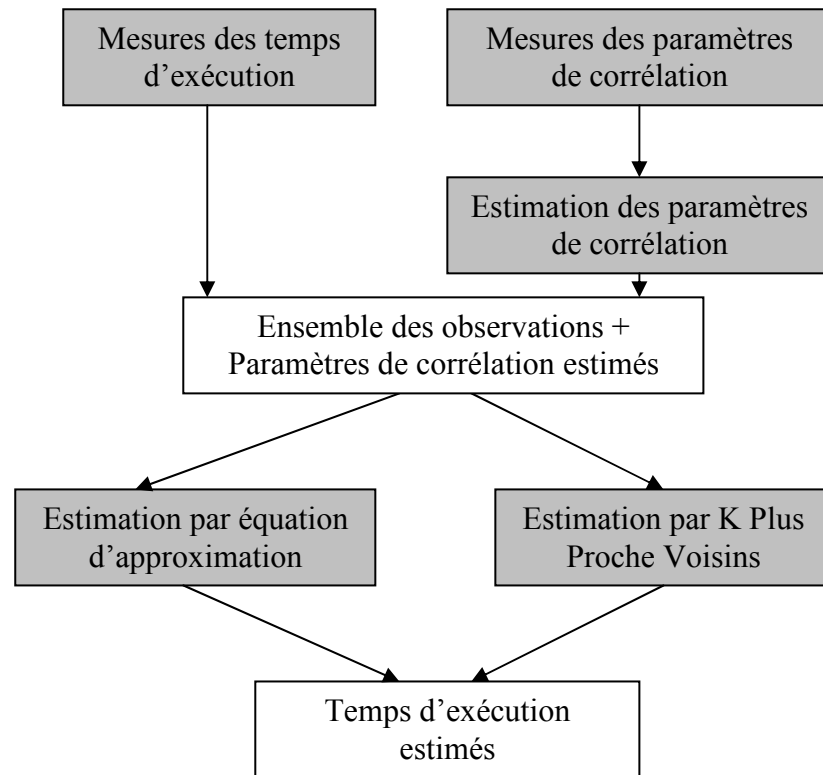 Mesures des temps
d’exécution
Mesures des paramètres
de corrélation
Estimation des paramètres
de corrélation
Ensemble des observations +
Paramètres de corrélation estimés
Estimation par équation
d’approximation
Estimation par K Plus
Proche Voisins
Temps d’exécution
estimés